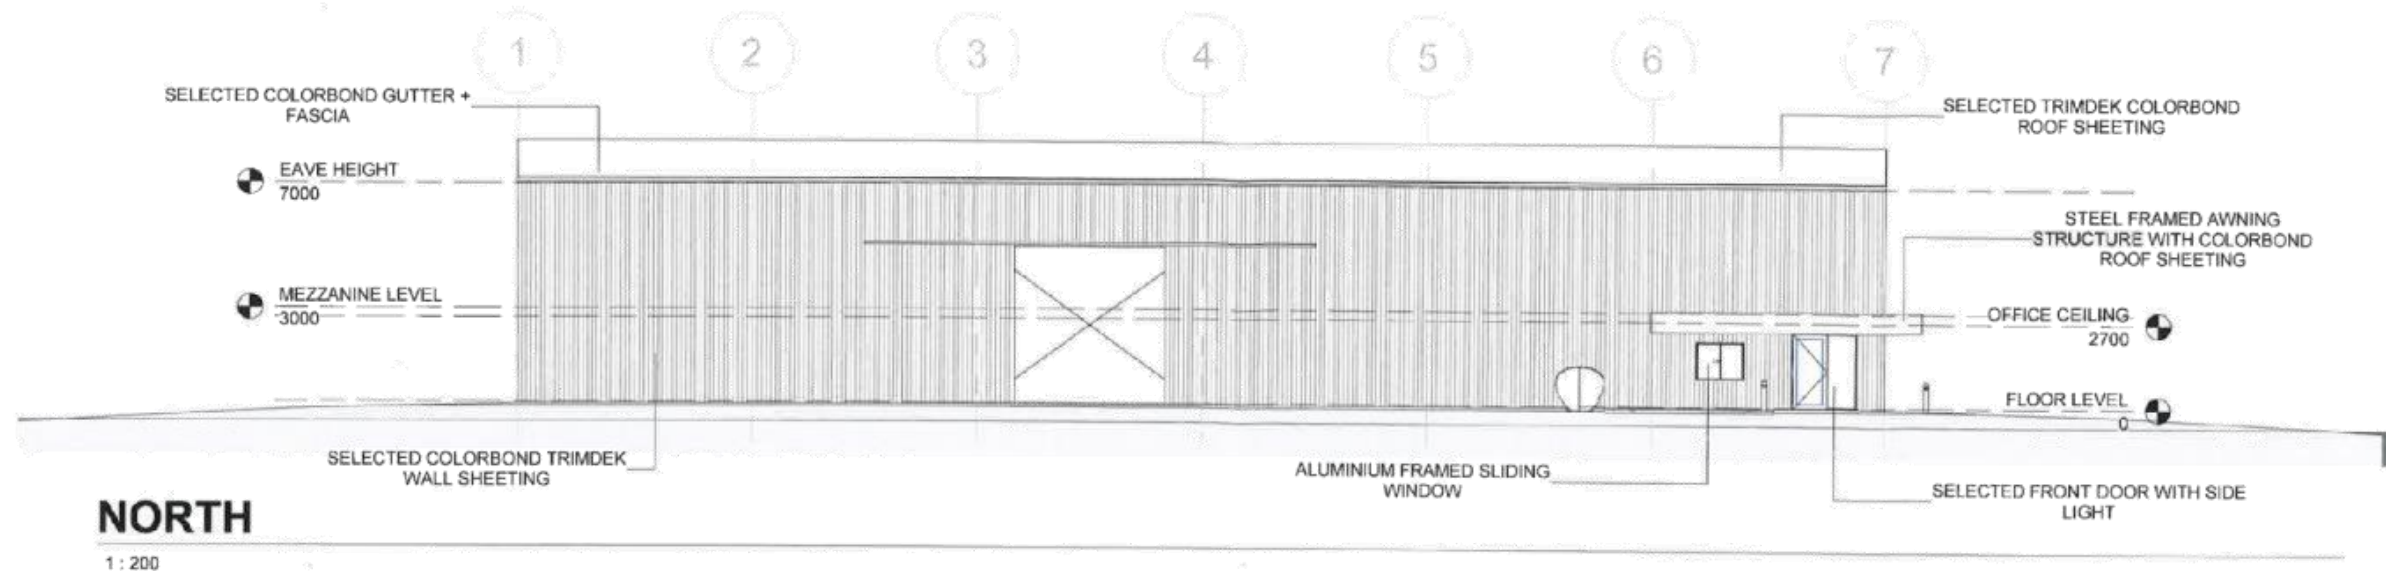 1
2
3
4
5
6
7
SELECTED COLORBOND GUTTER +
FASCIA
SELECTED TRIMDEK COLORBOND
ROOF SHEETING
EAVE HEIGHT
7000
STEEL FRAMED AWNING
STRUCTURE WITH COLORBOND
ROOF SHEETING
MEZZANINE LEVEL
3000
OFFICE CEILING
2700
FLOOR LEVEL
0
SELECTED COLORBOND TRIMDEK
WALL SHEETING
ALUMINIUM FRAMED SLIDING
WINDOW
SELECTED FRONT DOOR WITH SIDE
LIGHT
NORTH
1 : 200